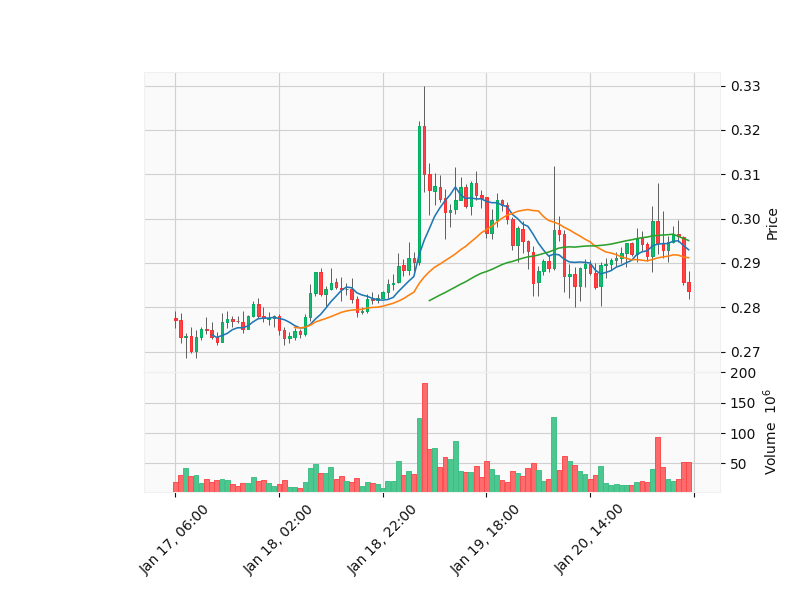 0.33
0.32
0.31
0.30
0.29
0.28
0.27
Price
200
150
100
50
Volume 10^6
Jan 17, 06:00
Jan 18, 02:00
Jan 18, 22:00
Jan 19, 18:00
Jan 20, 14:00